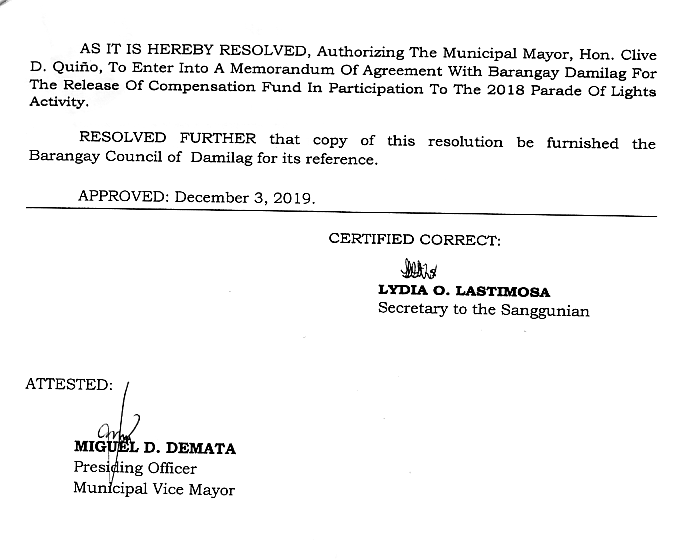 AS IT IS HEREBY RESOLVED, Authorizing The Municipal Mayor, Hon. Clive
D. Quiño, To Enter Into A Memorandum Of Agreement With Barangay Damilag For
The Release Of Compensation Fund In Participation To The 2018 Parade Of Lights
Activity.
RESOLVED FURTHER that copy of this resolution be furnished the
Barangay Council of Damilag for its reference.
APPROVED: December 3, 2019.
CERTIFIED CORRECT:
LYDIA O. LASTIMOSA
Secretary to the Sanggunian
ATTESTED:
MIGUEL D. DEMATA
Presiding Officer
Municipal Vice Mayor